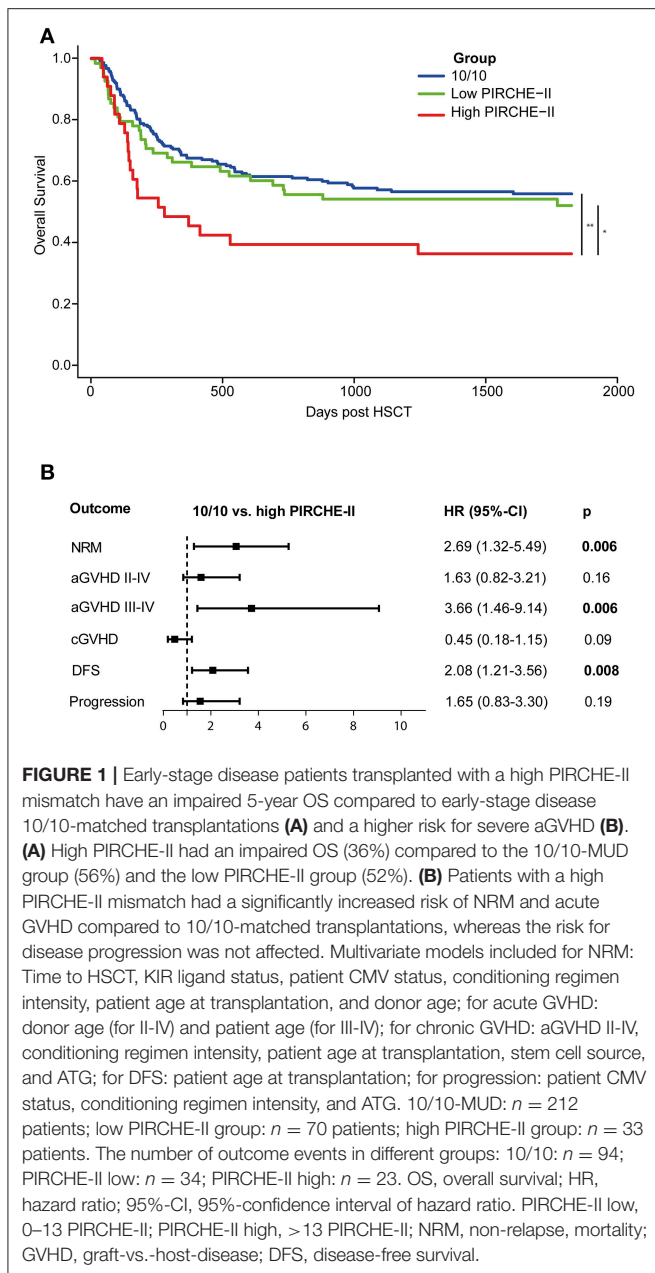 A
Group
10/10
Low PIRCHE−II
High PIRCHE−II
1.0
0.8
0.6
0.4
0.2
0.0
Overall Survival
** *
0 500 1000 1500 2000
Days post HSCT
B
Outcome 10/10 vs. high PIRCHE-II HR (95%-CI) p
NRM 2.69 (1.32-5.49) 0.006
aGVHD II-IV 1.63 (0.82-3.21) 0.16
aGVHD III-IV 3.66 (1.46-9.14) 0.006
cGVHD 0.45 (0.18-1.15) 0.09
DFS 2.08 (1.21-3.56) 0.008
Progression 1.65 (0.83-3.30) 0.19
0 2 4 6 8 10
FIGURE 1 | Early-stage disease patients transplanted with a high PIRCHE-II
mismatch have an impaired 5-year OS compared to early-stage disease
10/10-matched transplantations (A) and a higher risk for severe aGVHD (B).
(A) High PIRCHE-II had an impaired OS (36%) compared to the 10/10-MUD
group (56%) and the low PIRCHE-II group (52%). (B) Patients with a high
PIRCHE-II mismatch had a significantly increased risk of NRM and acute
GVHD compared to 10/10-matched transplantations, whereas the risk for
disease progression was not affected. Multivariate models included for NRM:
Time to HSCT, KIR ligand status, patient CMV status, conditioning regimen
intensity, patient age at transplantation, and donor age; for acute GVHD:
donor age (for II-IV) and patient age (for III-IV); for chronic GVHD: aGVHD II-IV,
conditioning regimen intensity, patient age at transplantation, stem cell source,
and ATG; for DFS: patient age at transplantation; for progression: patient CMV
status, conditioning regimen intensity, and ATG. 10/10-MUD: n = 212
patients; low PIRCHE-II group: n = 70 patients; high PIRCHE-II group: n = 33
patients. The number of outcome events in different groups: 10/10: n = 94;
PIRCHE-II low: n = 34; PIRCHE-II high: n = 23. OS, overall survival; HR,
hazard ratio; 95%-CI, 95%-confidence interval of hazard ratio. PIRCHE-II low,
0–13 PIRCHE-II; PIRCHE-II high, >13 PIRCHE-II; NRM, non-relapse, mortality;
GVHD, graft-vs.-host-disease; DFS, disease-free survival.